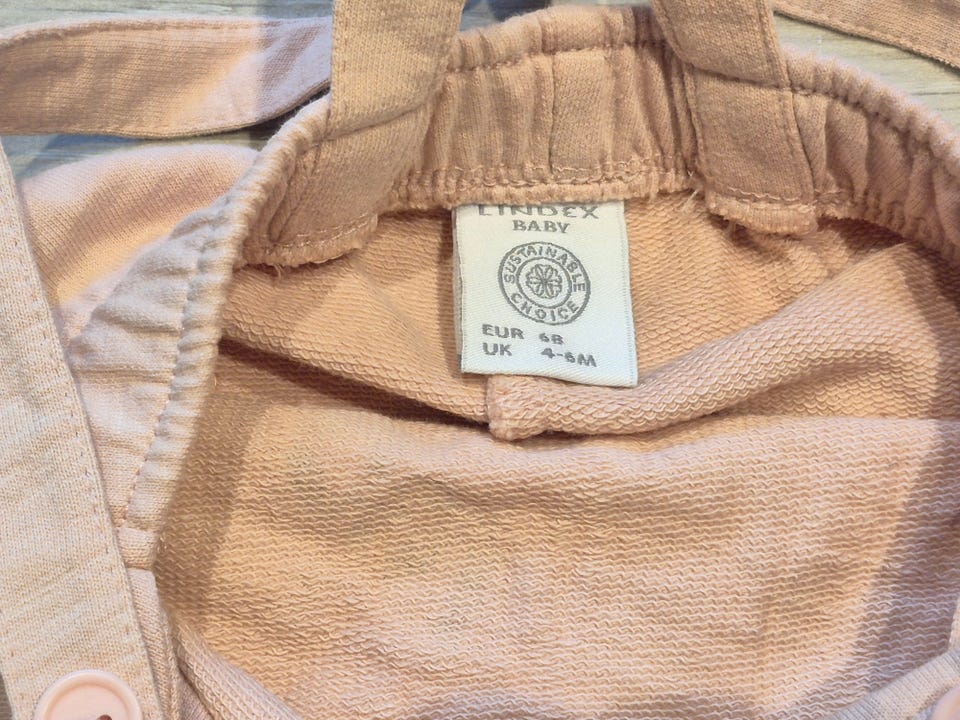 LINDEX
BABY
SUSTAINABLE
CHOICE
EUR 68
UK 4-6M